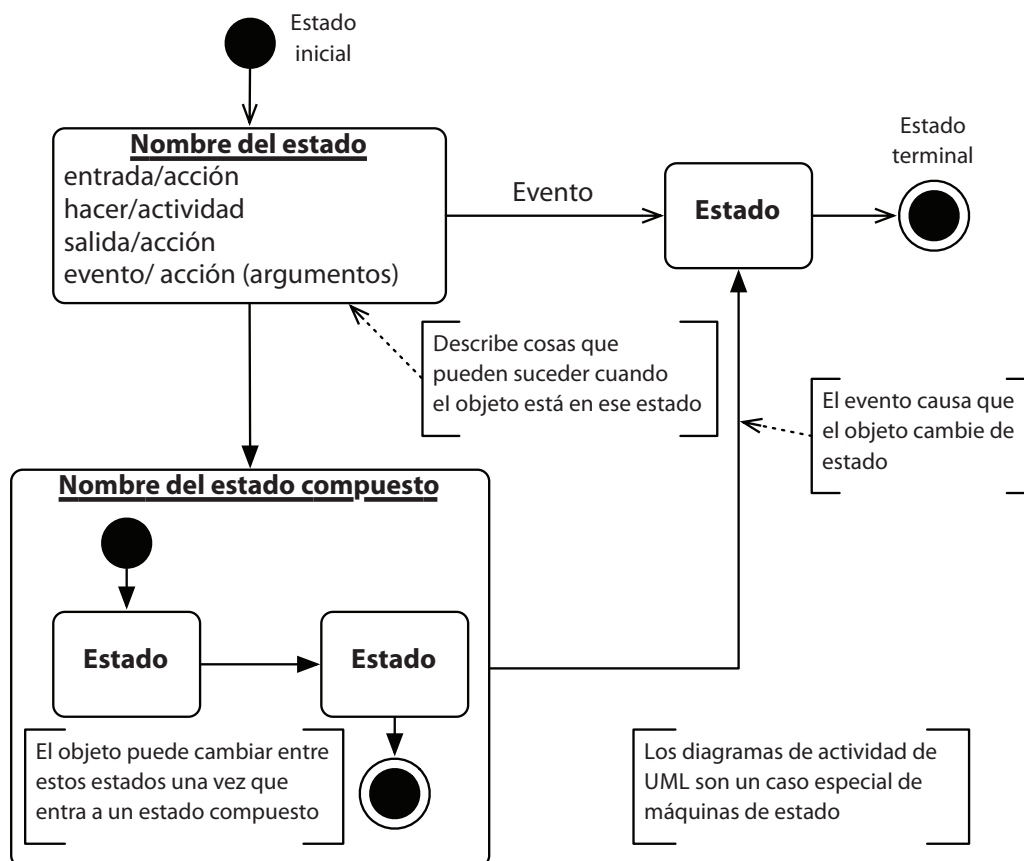 Estado
inicial
Nombre del estado
entrada/acción
hacer/actividad
salida/acción
evento/ acción (argumentos)
Evento
Estado
Estado
terminal
Describe cosas que
pueden suceder cuando
el objeto está en ese estado
El evento causa que
el objeto cambie de
estado
Nombre del estado compuesto
Estado
Estado
El objeto puede cambiar entre
estos estados una vez que
entra a un estado compuesto
Los diagramas de actividad de
UML son un caso especial de
máquinas de estado